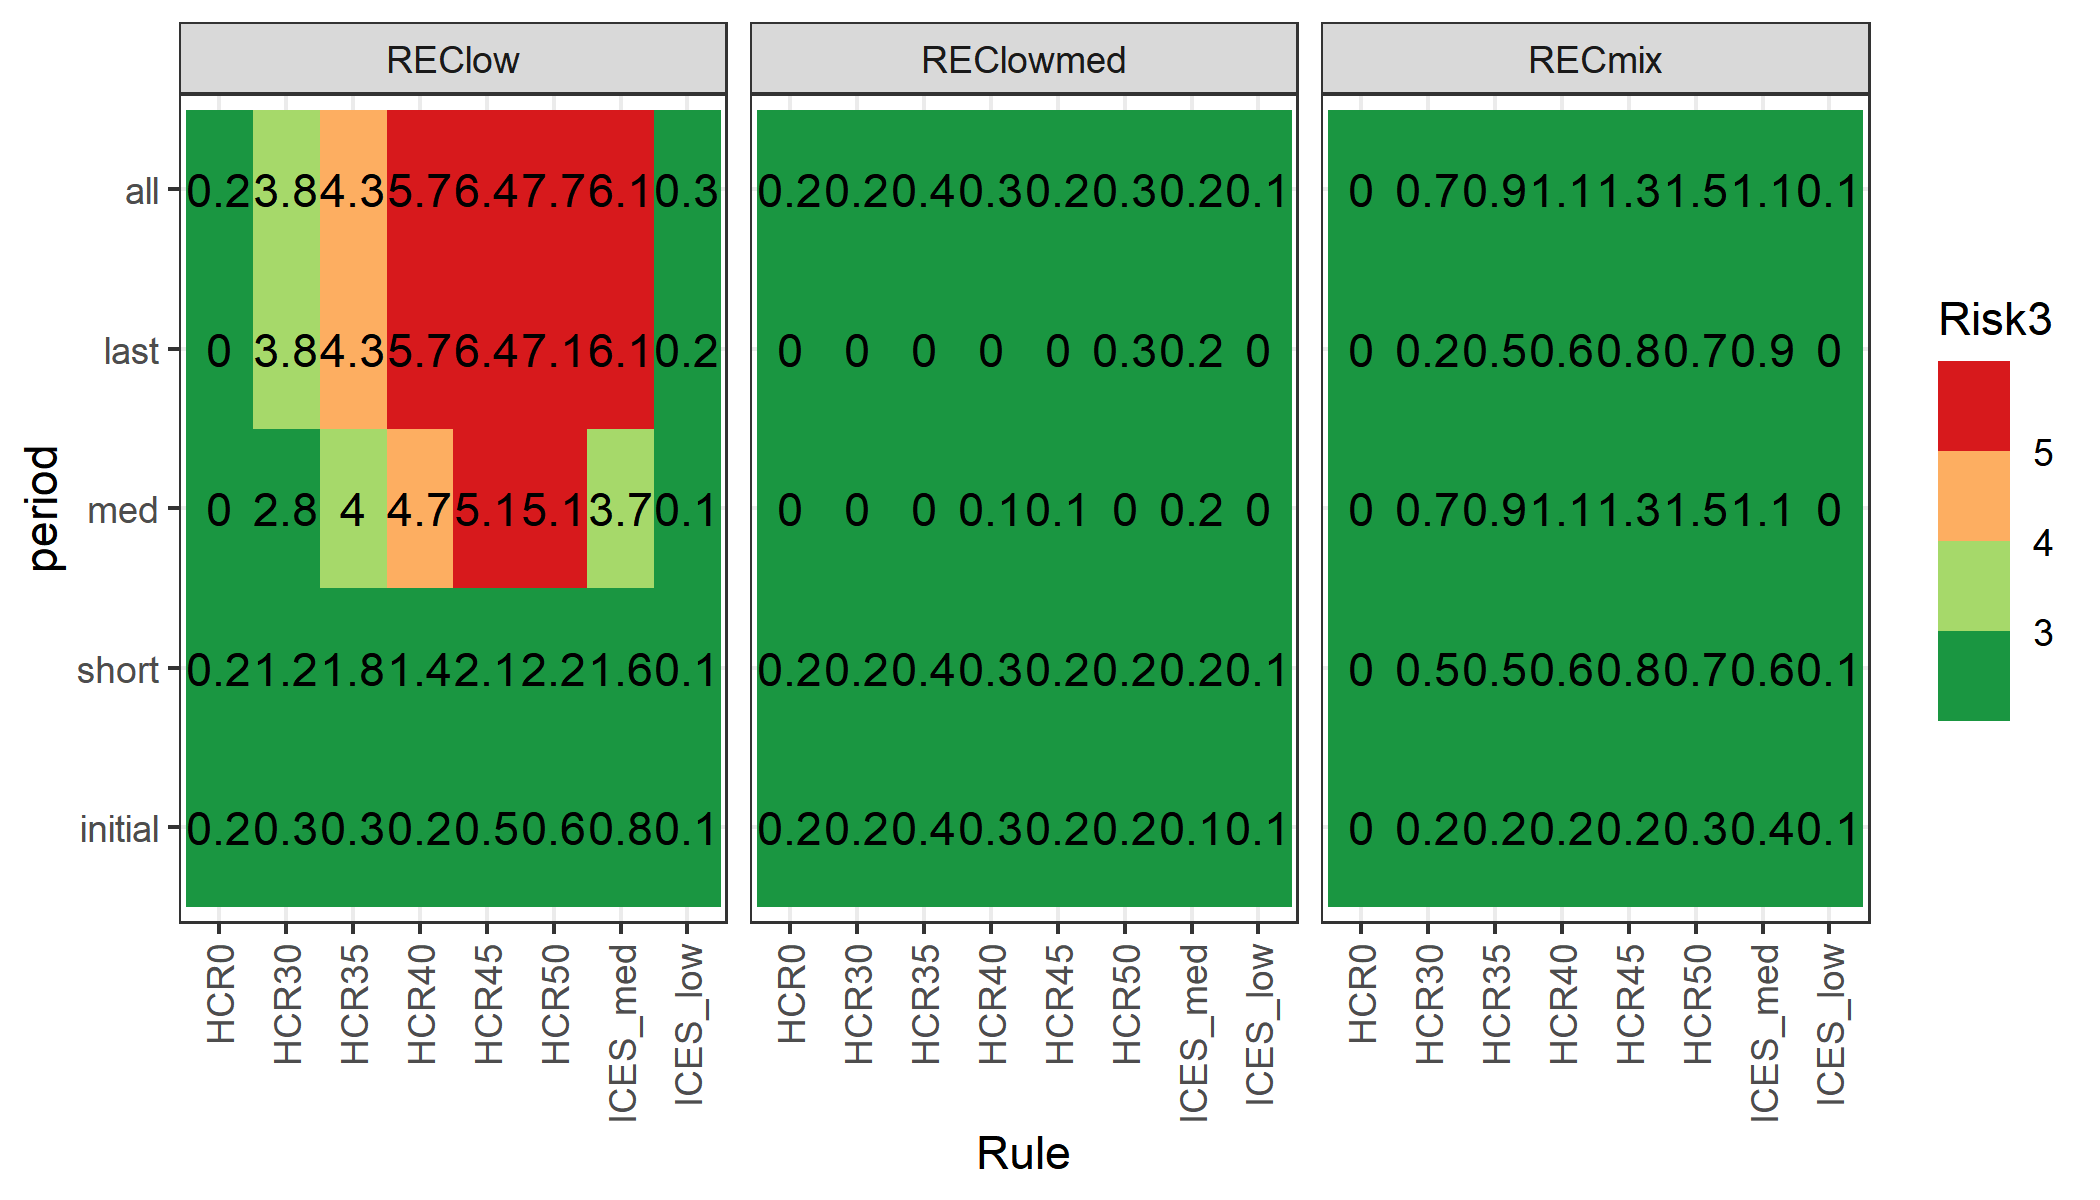 REClow REClowmed RECmix
all 0.2 3.8 4.3 5.7 6.4 7.7 6.1 0.3 0.2 0.2 0.4 0.3 0.2 0.3 0.2 0.1 0 0.7 0.9 1.1 1.3 1.5 1.1 0.1
last 0 3.8 4.3 5.7 6.4 7.1 6.1 0.2 0 0 0 0 0 0.3 0.2 0 0 0.2 0.5 0.6 0.8 0.7 0.9 0
med 0 2.8 4 4.7 5.1 5.1 3.7 0.1 0 0 0 0.1 0.1 0 0.2 0 0 0.7 0.9 1.1 1.3 1.5 1.1 0
short 0.2 1.2 1.8 1.4 2.1 2.2 1.6 0.1 0.2 0.2 0.4 0.3 0.2 0.2 0.2 0.1 0 0.5 0.5 0.6 0.8 0.7 0.6 0.1
initial 0.2 0.3 0.3 0.2 0.5 0.6 0.8 0.1 0.2 0.2 0.4 0.3 0.2 0.2 0.1 0.1 0 0.2 0.2 0.2 0.2 0.3 0.4 0.1
period
HCR0 HCR30 HCR35 HCR40 HCR45 HCR50 ICES_med ICES_low HCR0 HCR30 HCR35 HCR40 HCR45 HCR50 ICES_med ICES_low HCR0 HCR30 HCR35 HCR40 HCR45 HCR50 ICES_med ICES_low
Rule
Risk3
5
4
3